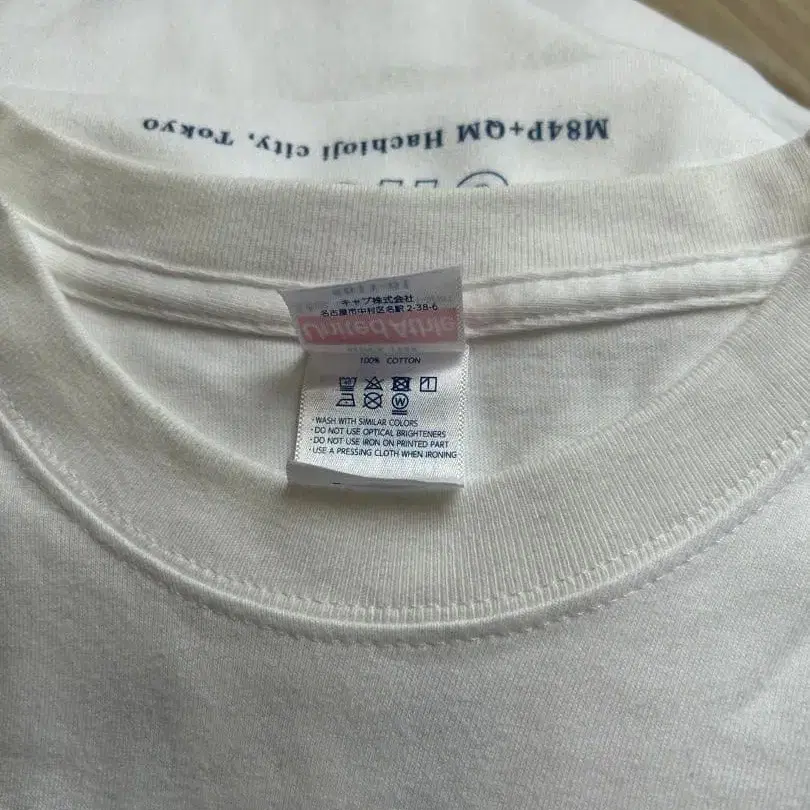 M84P+QM Hachioji city, Tokyo
キャブ株式会社
名古屋市中村区名駅 2-38-6
United Athle
100% COTTON
W
・WASH WITH SIMILAR COLORS
・DO NOT USE OPTICAL BRIGHTENERS
・DO NOT USE IRON ON PRINTED PART
・USE A PRESSING CLOTH WHEN IRONING